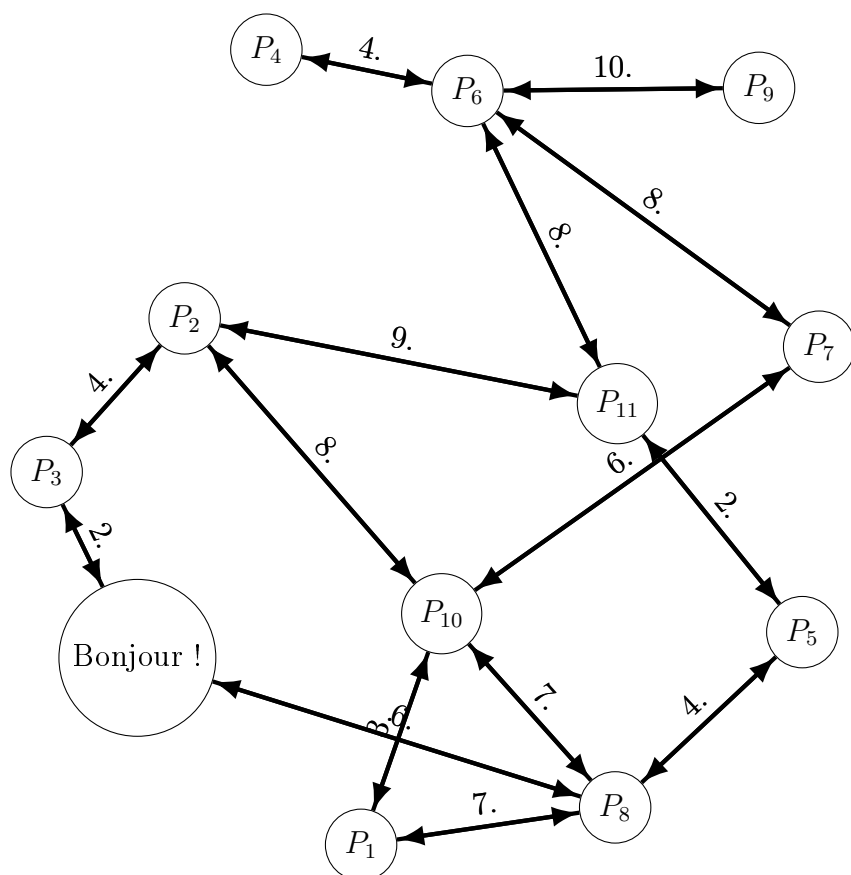 P₄
4.
P₆
10.
P₉
8.
8.
P₂
9.
P₇
4.
P₁₁
8.
6.
P₃
2.
2.
P₁₀
P₅
Bonjour !
7.
4.
3.
6.
7.
P₈
P₁